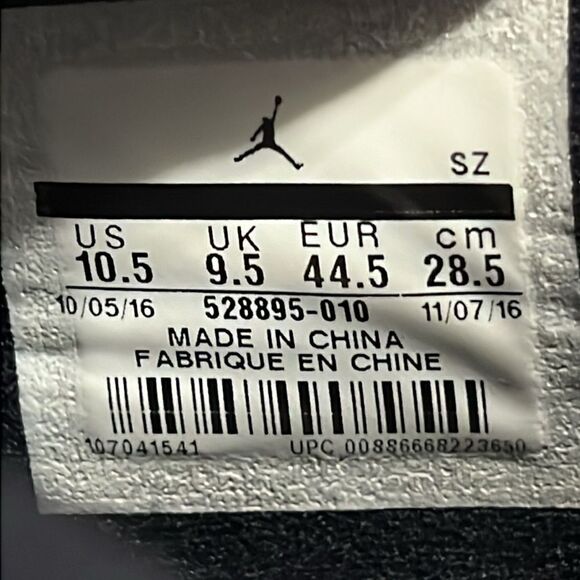 SZ
US UK EUR cm
10.5 9.5 44.5 28.5
10/05/16 528895-010 11/07/16
MADE IN CHINA
FABRIQUE EN CHINE
107041541 UPC 00886668223650